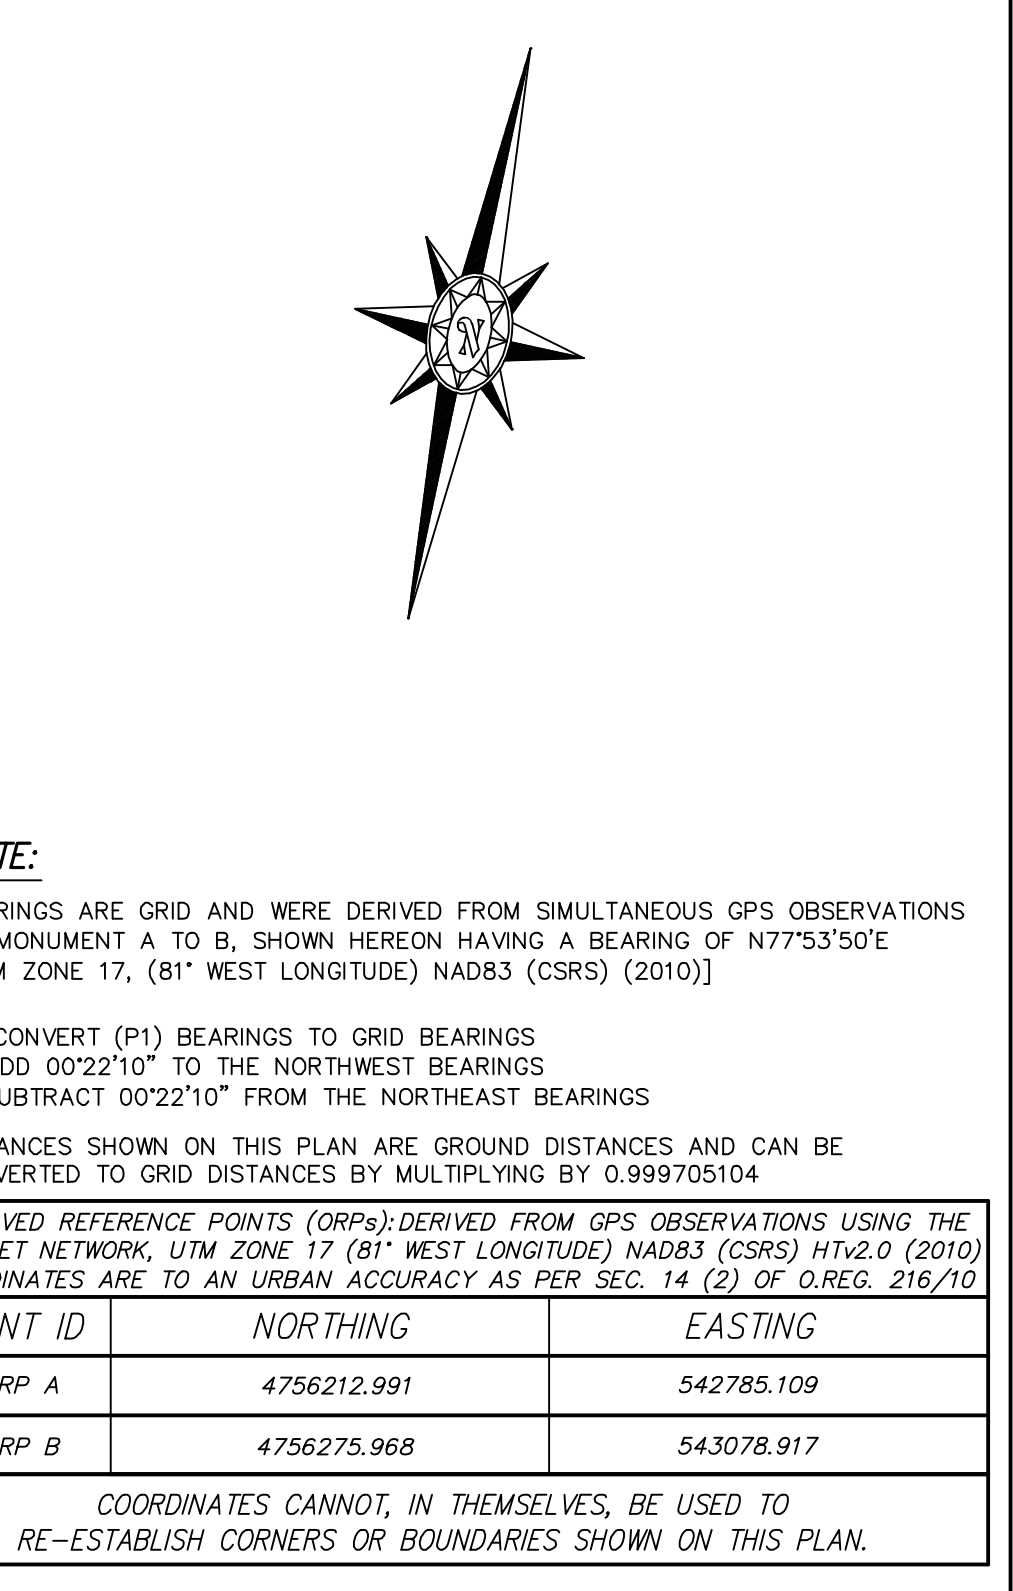 N
TE:
RINGS ARE GRID AND WERE DERIVED FROM SIMULTANEOUS GPS OBSERVATIONS
MONUMENT A TO B, SHOWN HEREON HAVING A BEARING OF N77°53'50'E
M ZONE 17, (81° WEST LONGITUDE) NAD83 (CSRS) (2010)]
CONVERT (P1) BEARINGS TO GRID BEARINGS
DD 00°22'10" TO THE NORTHWEST BEARINGS
UBTRACT 00°22'10" FROM THE NORTHEAST BEARINGS
ANCES SHOWN ON THIS PLAN ARE GROUND DISTANCES AND CAN BE
VERTED TO GRID DISTANCES BY MULTIPLYING BY 0.999705104
VED REFERENCE POINTS (ORPs): DERIVED FROM GPS OBSERVATIONS USING THE
ET NETWORK, UTM ZONE 17 (81° WEST LONGITUDE) NAD83 (CSRS) HTv2.0 (2010)
DINATES ARE TO AN URBAN ACCURACY AS PER SEC. 14 (2) OF O.REG. 216/10
NT ID NORTHING EASTING
RP A 4756212.991 542785.109
RP B 4756275.968 543078.917
COORDINATES CANNOT, IN THEMSELVES, BE USED TO
RE-ESTABLISH CORNERS OR BOUNDARIES SHOWN ON THIS PLAN.